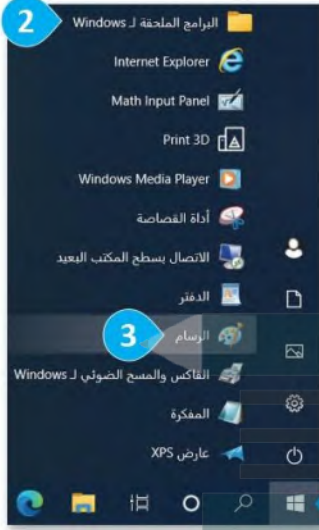 2
البرامج الملحقة لـ Windows
Internet Explorer
Math Input Panel
Print 3D
Windows Media Player
أداة القصاصة
الاتصال بسطح المكتب البعيد
الدفتر
3
الرسام
الفاكس والمسح الضوئي لـ Windows
المفكرة
عارض XPS